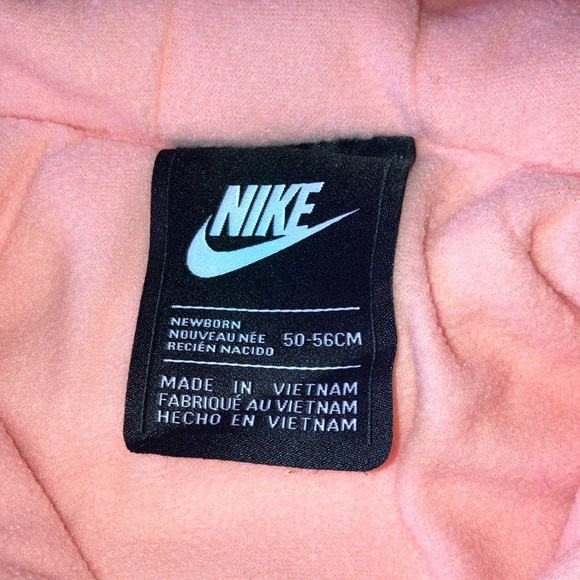 NIKE
NEWBORN
NOUVEAU NÉE
RECIÉN NACIDO
50-56CM
MADE IN VIETNAM
FABRIQUÉ AU VIETNAM
HECHO EN VIETNAM